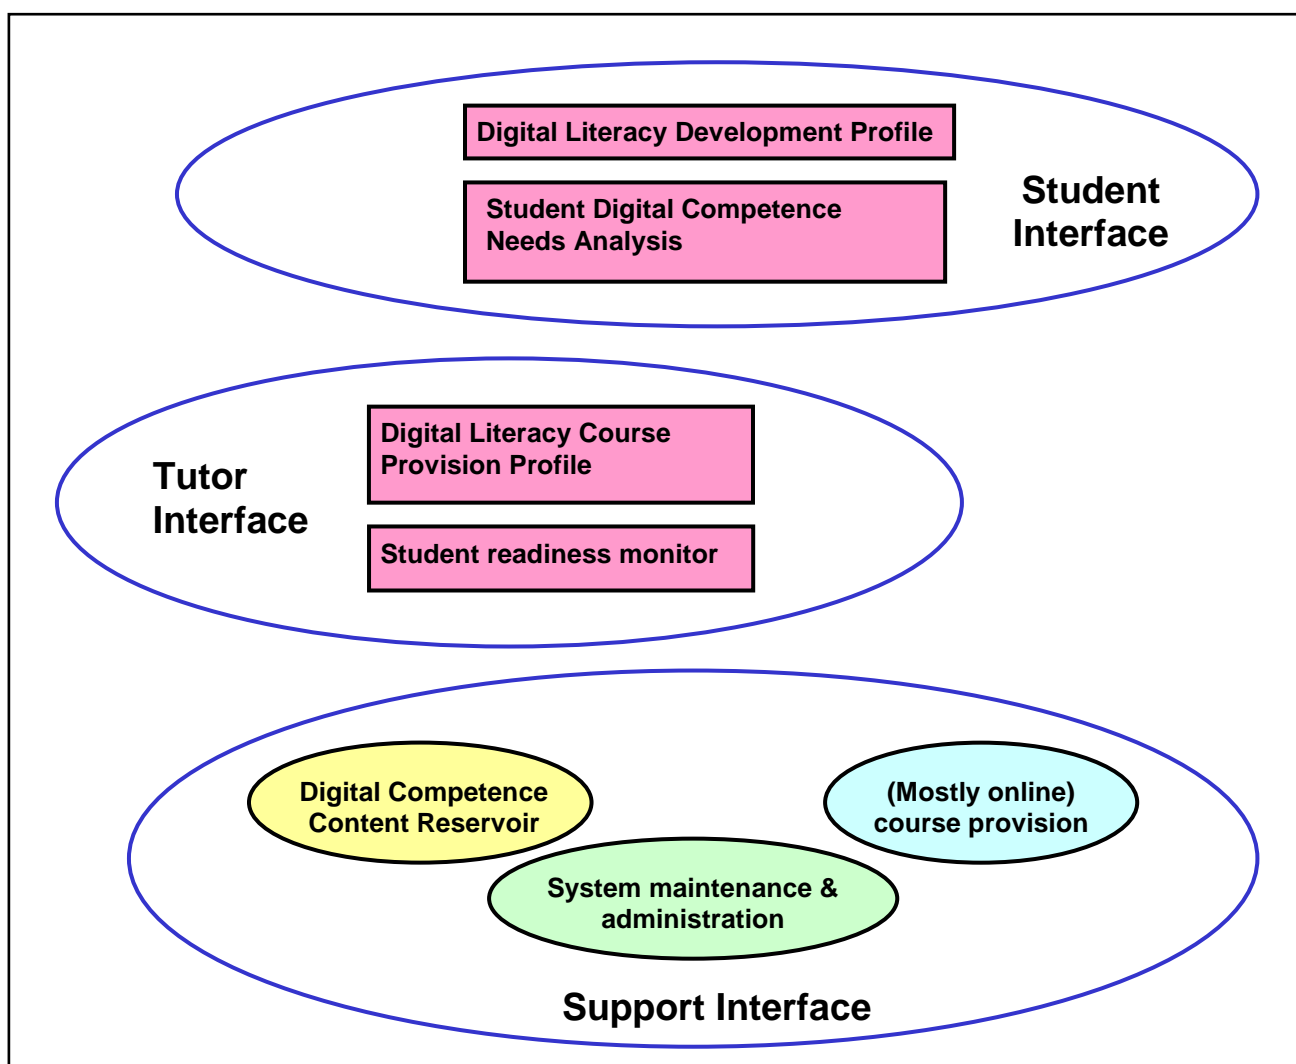 Digital Literacy Development Profile
Student Digital Competence
Needs Analysis
Student
Interface
Digital Literacy Course
Provision Profile
Tutor
Interface
Student readiness monitor
Digital Competence
Content Reservoir
(Mostly online)
course provision
System maintenance &
administration
Support Interface